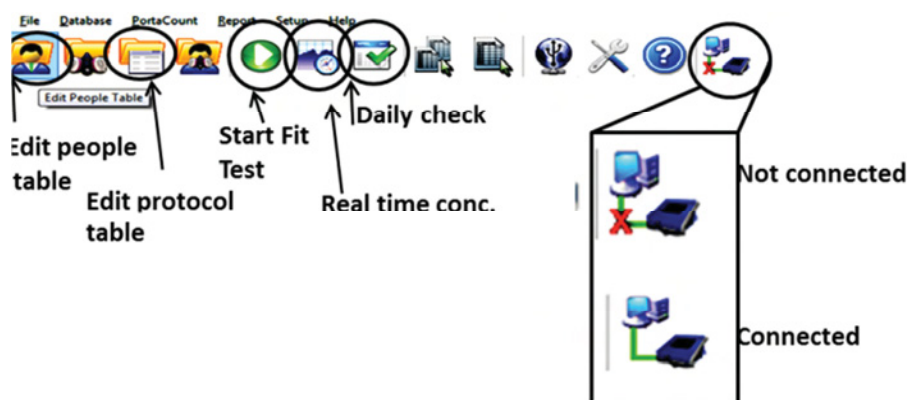 File Database PortaCount Report Setup Help
Edit People Table
Edit people
table
Edit protocol
table
Start Fit
Test
Real time conc.
Daily check
Not connected
Connected